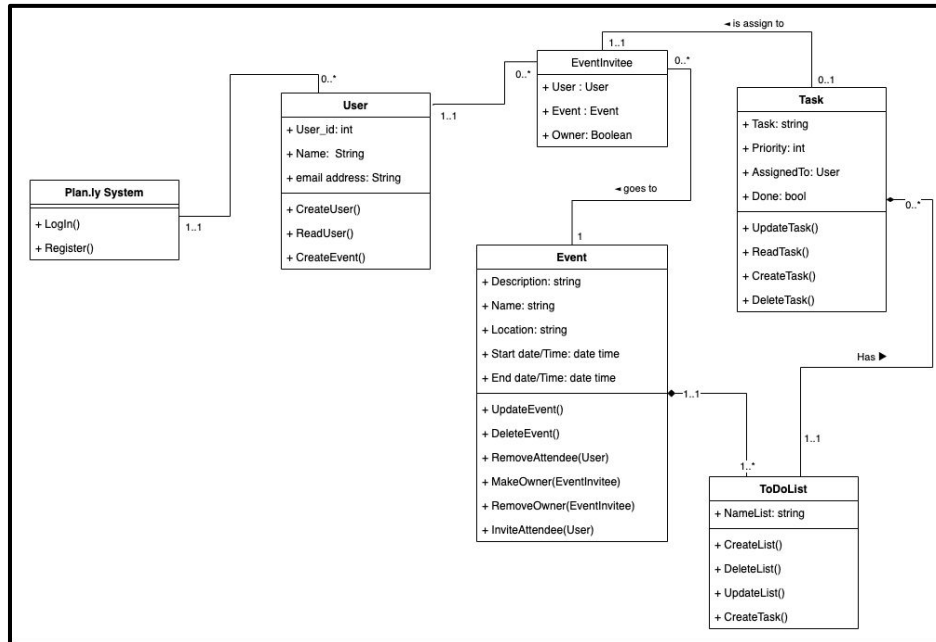 ◄ is assign to
1..1
0..1
0..*
EventInvitee
+ User : User
+ Event : Event
+ Owner: Boolean
0..*
0..*
User
+ User_id: int
+ Name: String
+ email address: String
+ CreateUser()
+ ReadUser()
+ CreateEvent()
1..1
Task
+ Task: string
+ Priority: int
+ AssignedTo: User
+ Done: bool
+ UpdateTask()
+ ReadTask()
+ CreateTask()
+ DeleteTask()
0..*
Plan.ly System
+ LogIn()
+ Register()
1..1
◄ goes to
1
Event
+ Description: string
+ Name: string
+ Location: string
+ Start date/Time: date time
+ End date/Time: date time
+ UpdateEvent()
+ DeleteEvent()
+ RemoveAttendee(User)
+ MakeOwner(EventInvitee)
+ RemoveOwner(EventInvitee)
+ InviteAttendee(User)
1..1
Has ►
1..1
1..*
ToDoList
+ NameList: string
+ CreateList()
+ DeleteList()
+ UpdateList()
+ CreateTask()